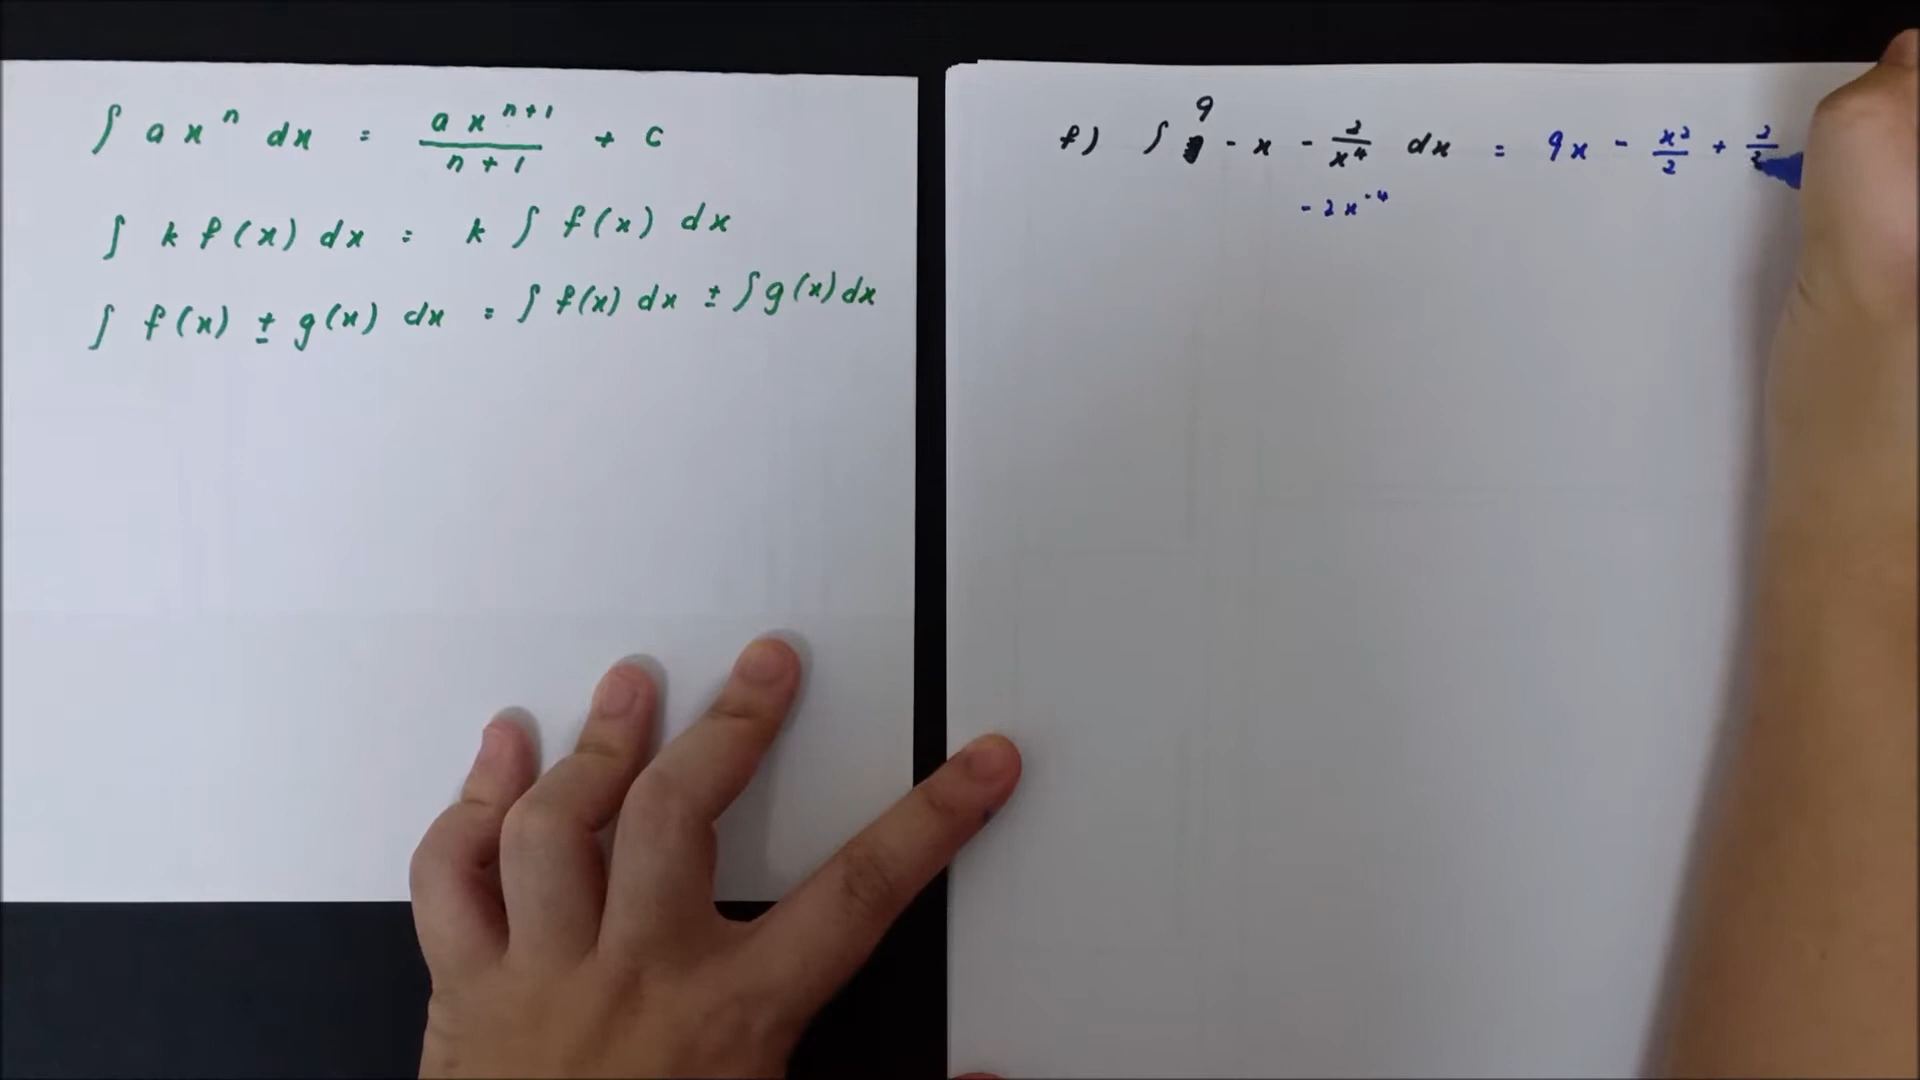 ∫ a xⁿ dx = a xⁿ⁺¹ / n + 1 + c
∫ k f(x) dx = k ∫ f(x) dx
∫ f(x) ± g(x) dx = ∫ f(x) dx ± ∫ g(x) dx
f) ∫ 9 - x - 2/x⁴ dx = 9x - x²/2 + 2/
- 2x⁻⁴